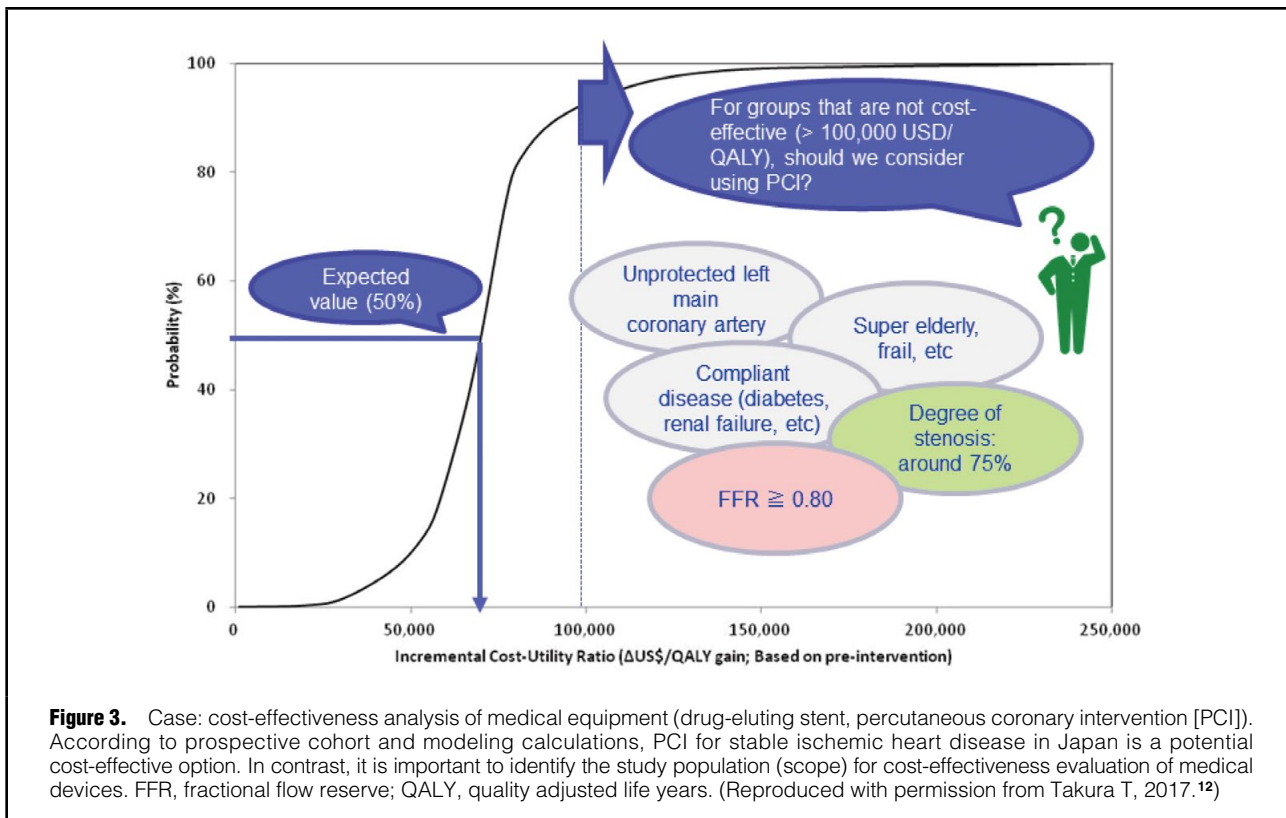 100
80
60
40
20
0
Probability (%)
For groups that are not cost-
effective (> 100,000 USD/
QALY), should we consider
using PCI?
?
Expected
value (50%)
Unprotected left
main
coronary artery
Super elderly,
frail, etc
Compliant
disease (diabetes,
renal failure, etc)
Degree of
stenosis:
around 75%
FFR ≧ 0.80
0
50,000
100,000
150,000
200,000
250,000
Incremental Cost-Utility Ratio (ΔUS$/QALY gain; Based on pre-intervention)
Figure 3. Case: cost-effectiveness analysis of medical equipment (drug-eluting stent, percutaneous coronary intervention [PCI]).
According to prospective cohort and modeling calculations, PCI for stable ischemic heart disease in Japan is a potential
cost-effective option. In contrast, it is important to identify the study population (scope) for cost-effectiveness evaluation of medical
devices. FFR, fractional flow reserve; QALY, quality adjusted life years. (Reproduced with permission from Takura T, 2017.12)